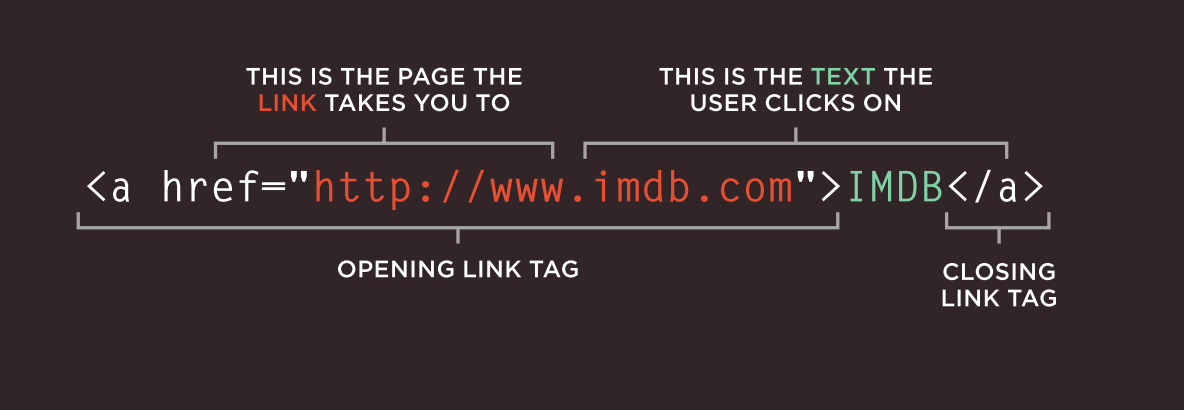 THIS IS THE PAGE THE
LINK TAKES YOU TO
THIS IS THE TEXT THE
USER CLICKS ON
<a href="http://www.imdb.com">IMDB</a>
OPENING LINK TAG
CLOSING
LINK TAG